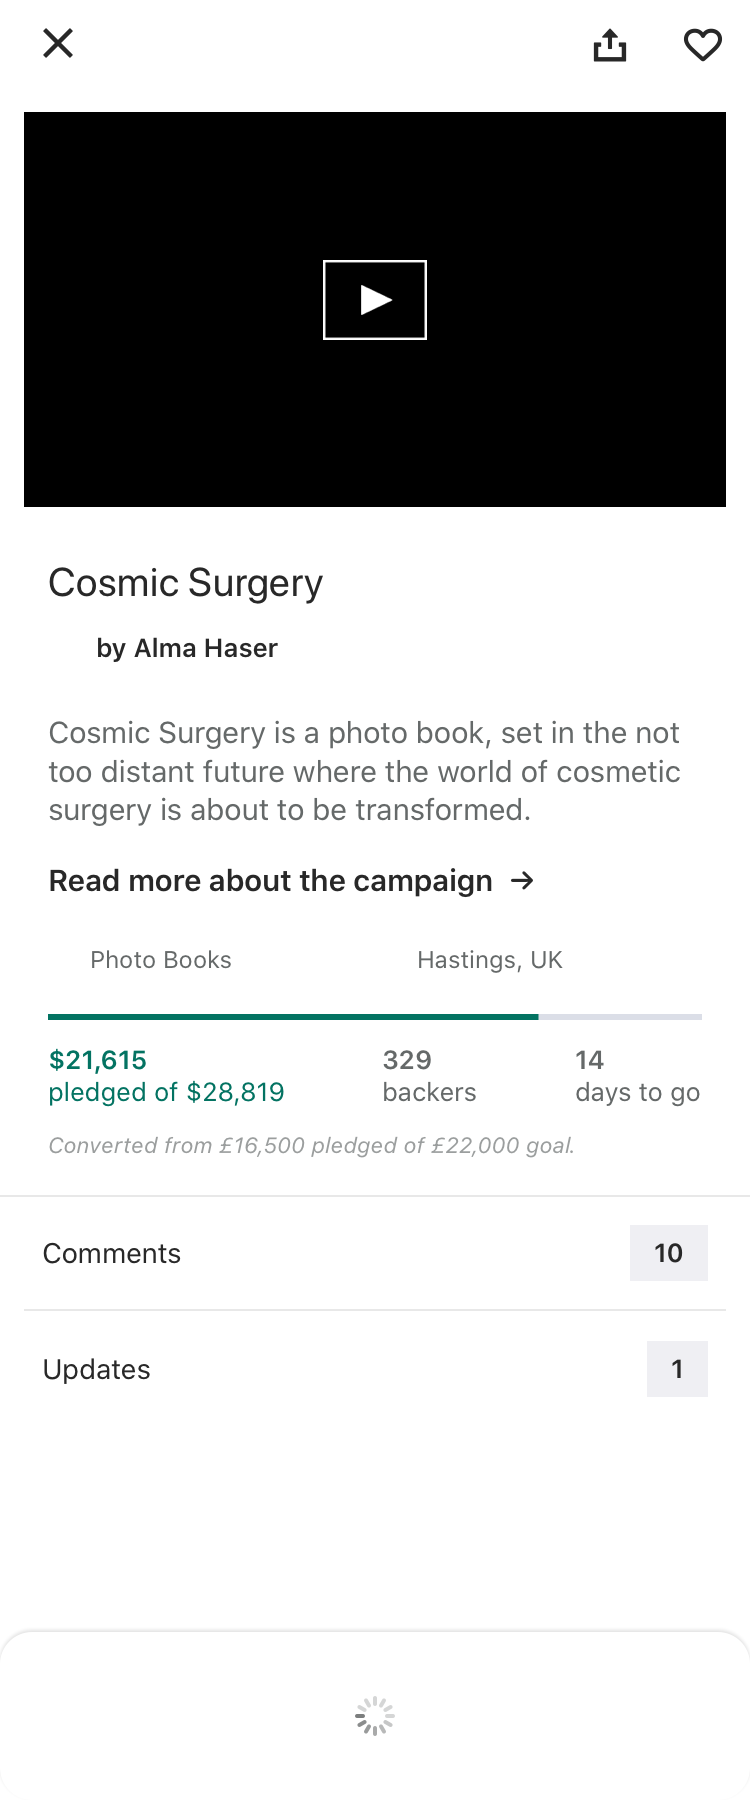 Cosmic Surgery
by Alma Haser
Cosmic Surgery is a photo book, set in the not
too distant future where the world of cosmetic
surgery is about to be transformed.
Read more about the campaign →
Photo Books
Hastings, UK
$21,615
pledged of $28,819
329
backers
14
days to go
Converted from £16,500 pledged of £22,000 goal.
Comments
10
Updates
1